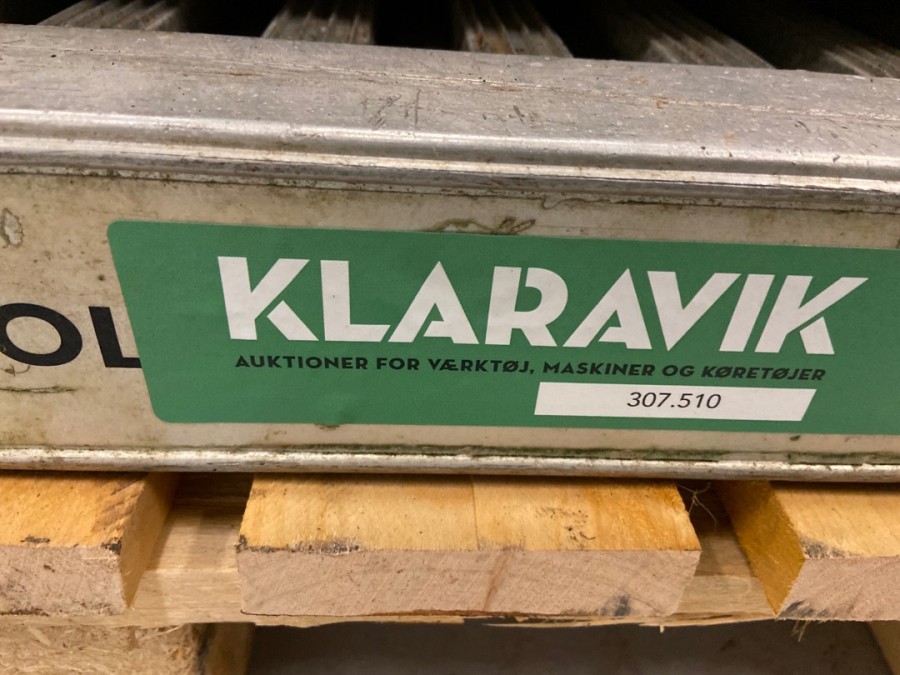 OL
KLARAVIK
AUKTIONER FOR VÆRKTØJ, MASKINER OG KØRETØJER
307.510